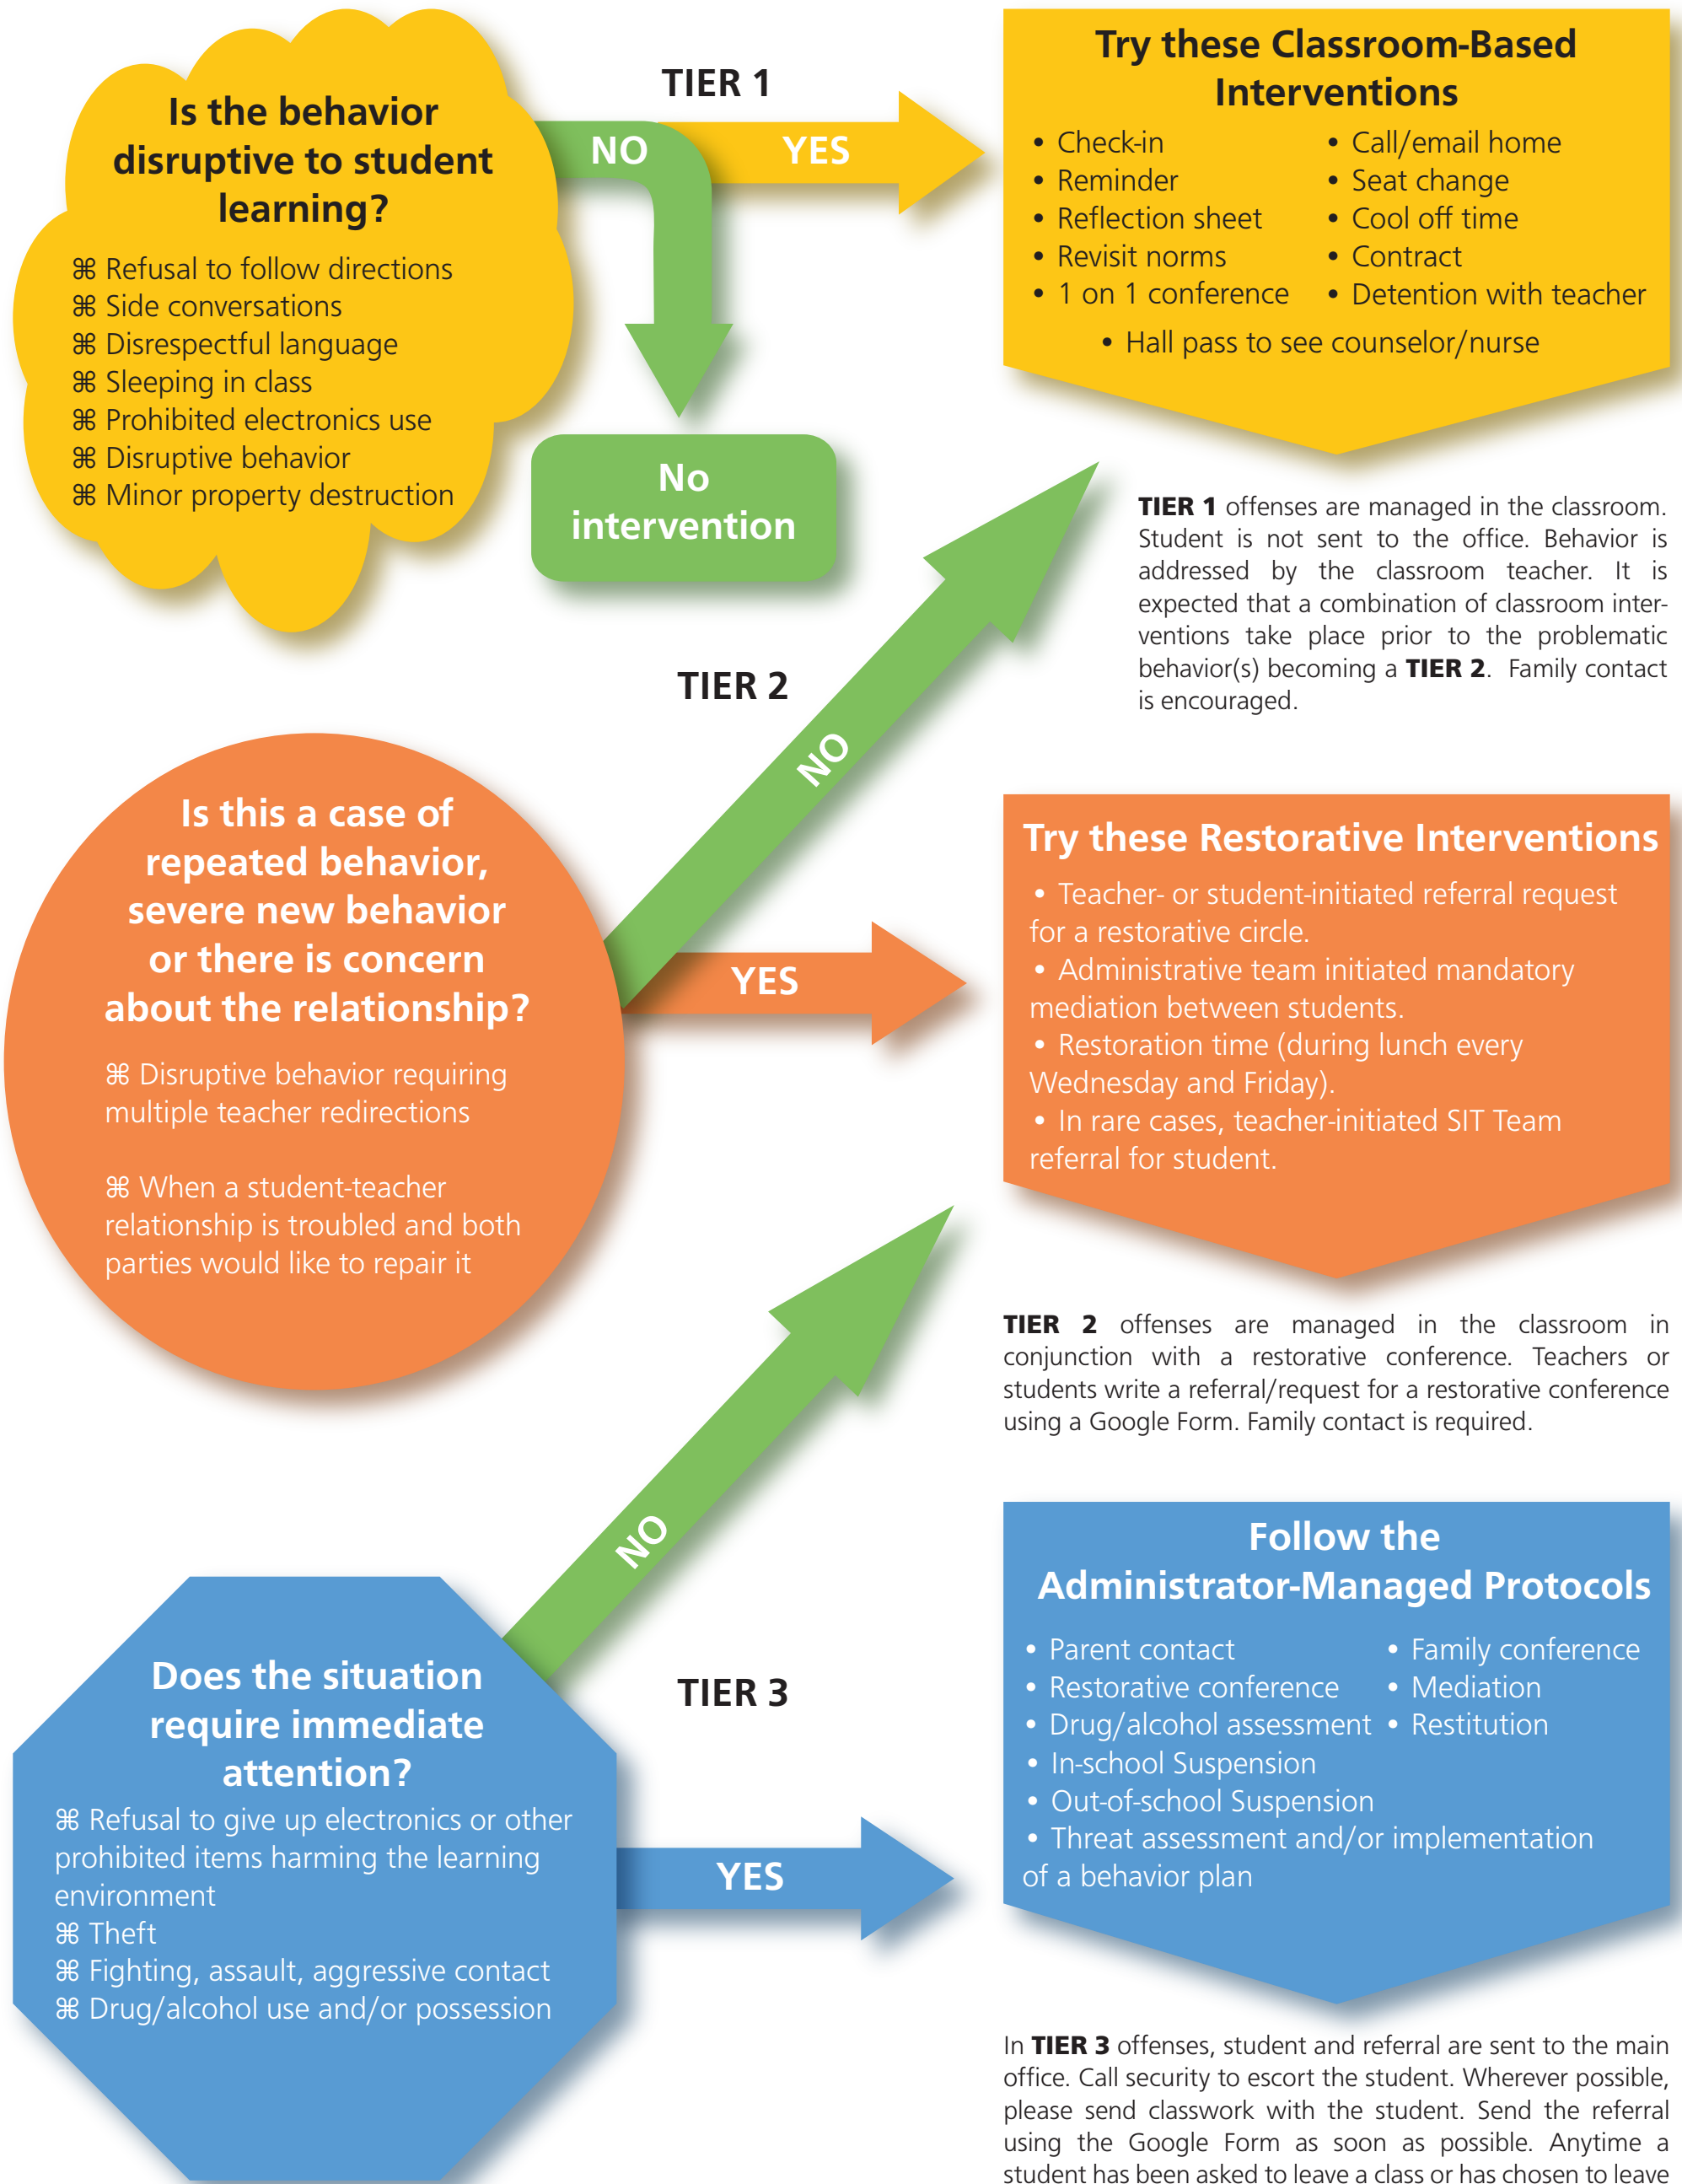 Is the behavior
disruptive to student
learning?
⌘ Refusal to follow directions
⌘ Side conversations
⌘ Disrespectful language
⌘ Sleeping in class
⌘ Prohibited electronics use
⌘ Disruptive behavior
⌘ Minor property destruction
TIER 1
NO
YES
No
intervention
Try these Classroom-Based
Interventions
• Check-in
• Reminder
• Reflection sheet
• Revisit norms
• 1 on 1 conference
• Call/email home
• Seat change
• Cool off time
• Contract
• Detention with teacher
• Hall pass to see counselor/nurse
TIER 1 offenses are managed in the classroom.
Student is not sent to the office. Behavior is
addressed by the classroom teacher. It is
expected that a combination of classroom inter-
ventions take place prior to the problematic
behavior(s) becoming a TIER 2. Family contact
is encouraged.
TIER 2
NO
Is this a case of
repeated behavior,
severe new behavior
or there is concern
about the relationship?
⌘ Disruptive behavior requiring
multiple teacher redirections
⌘ When a student-teacher
relationship is troubled and both
parties would like to repair it
YES
Try these Restorative Interventions
• Teacher- or student-initiated referral request
for a restorative circle.
• Administrative team initiated mandatory
mediation between students.
• Restoration time (during lunch every
Wednesday and Friday).
• In rare cases, teacher-initiated SIT Team
referral for student.
TIER 2 offenses are managed in the classroom in
conjunction with a restorative conference. Teachers or
students write a referral/request for a restorative conference
using a Google Form. Family contact is required.
NO
TIER 3
Does the situation
require immediate
attention?
⌘ Refusal to give up electronics or other
prohibited items harming the learning
environment
⌘ Theft
⌘ Fighting, assault, aggressive contact
⌘ Drug/alcohol use and/or possession
YES
Follow the
Administrator-Managed Protocols
• Parent contact
• Restorative conference
• Drug/alcohol assessment
• Family conference
• Mediation
• Restitution
• In-school Suspension
• Out-of-school Suspension
• Threat assessment and/or implementation
of a behavior plan
In TIER 3 offenses, student and referral are sent to the main
office. Call security to escort the student. Wherever possible,
please send classwork with the student. Send the referral
using the Google Form as soon as possible. Anytime a
student has been asked to leave a class or has chosen to leave